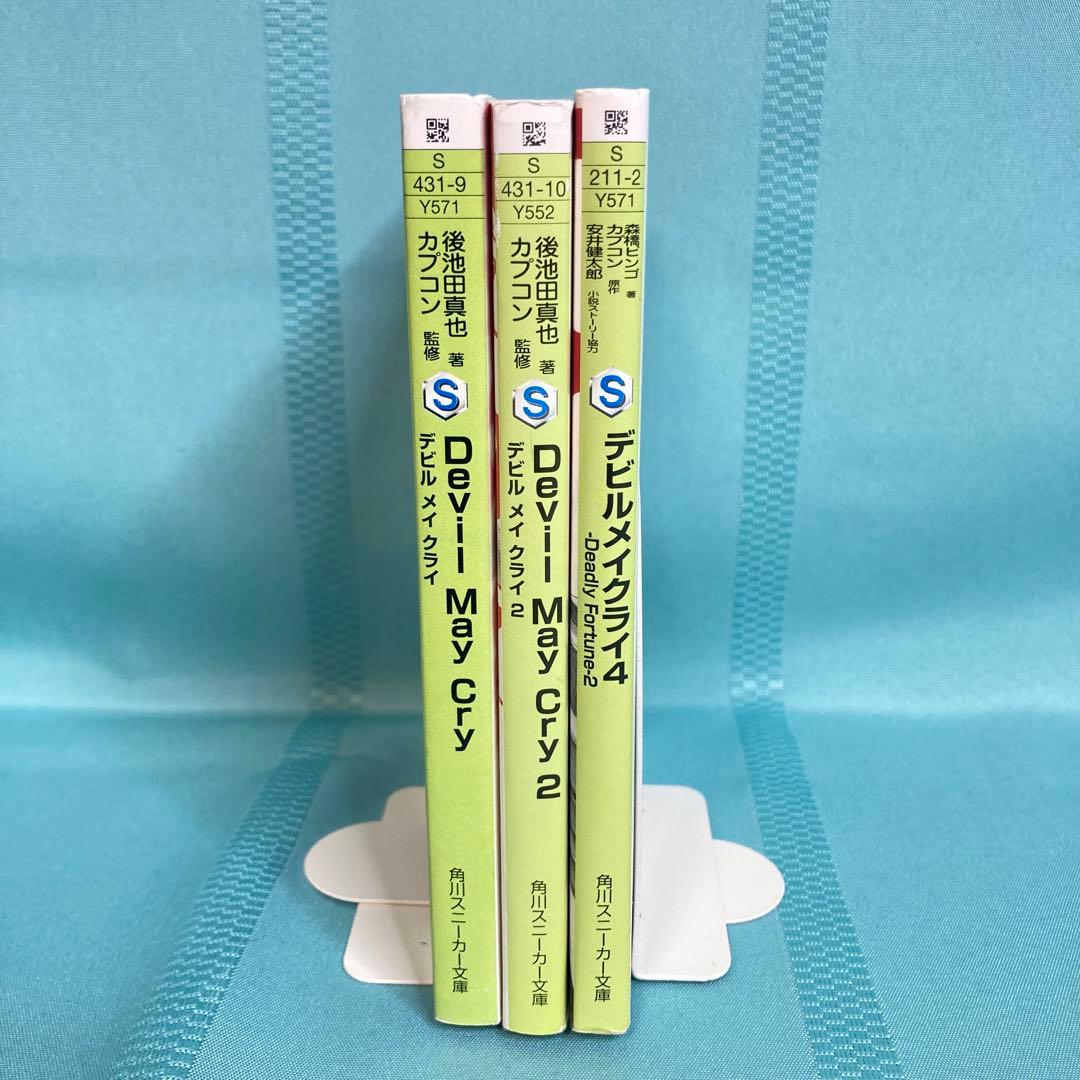 S
431-9
Y571
後池田真也 著
カプコン 監修
S
Devil May Cry
デビル メイ クライ
角川スニーカー文庫
S
431-10
Y552
後池田真也 著
カプコン 監修
S
Devil May Cry 2
デビル メイ クライ 2
角川スニーカー文庫
S
211-2
Y571
森橋ビンゴ 著
カプコン 原作
安井健太郎 小説ストーリー協力
S
デビルメイクライ4
-Deadly Fortune-2
角川スニーカー文庫